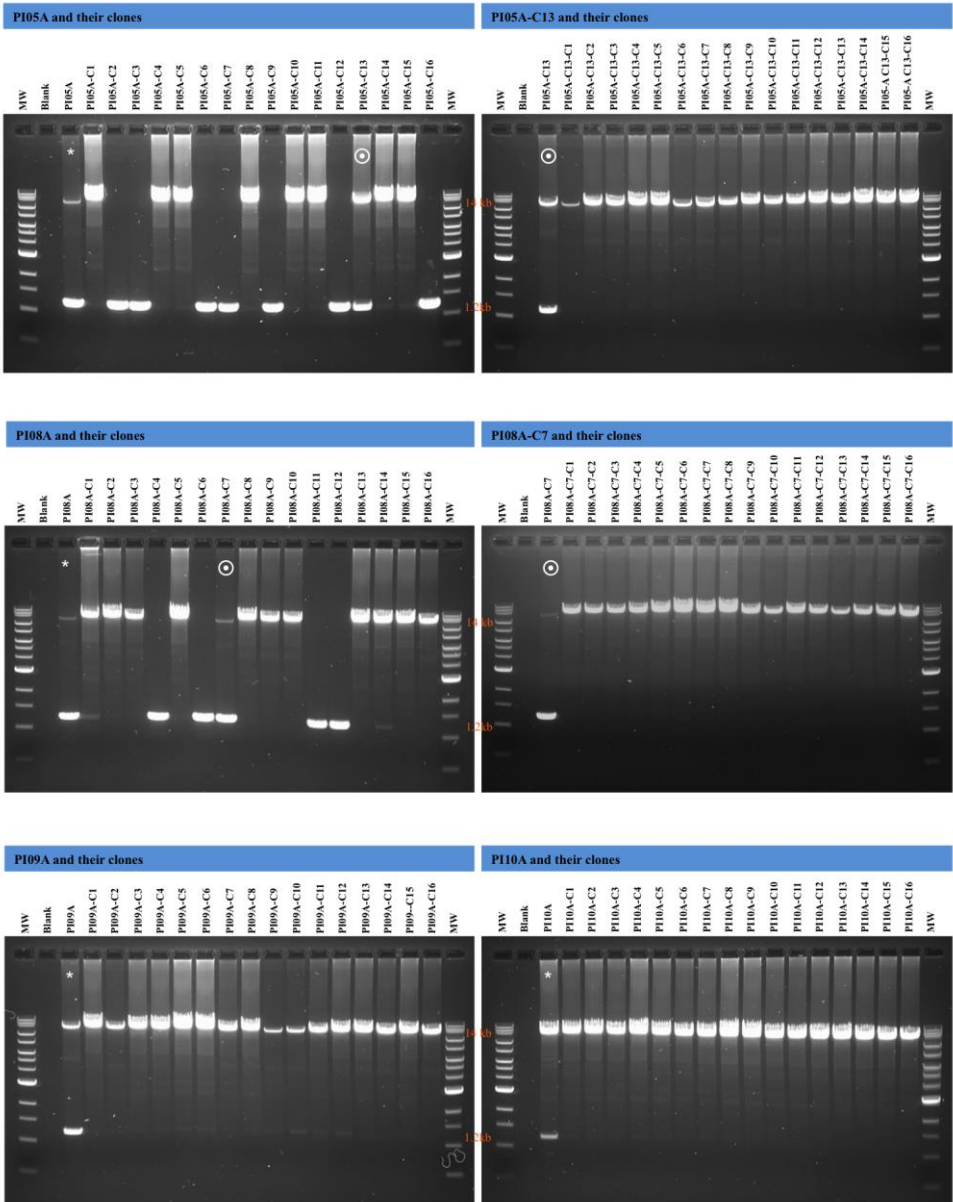 PI05A and their clones
MW
Blank
PI05A
PI05A-C1
PI05A-C2
PI05A-C3
PI05A-C4
PI05A-C5
PI05A-C6
PI05A-C7
PI05A-C8
PI05A-C9
PI05A-C10
PI05A-C11
PI05A-C12
PI05A-C13
PI05A-C14
PI05A-C15
PI05A-C16
MW
*
14 kb
1.2kb
PI05A-C13 and their clones
MW
Blank
PI05A-C13
PI05A-C13-C1
PI05A-C13-C2
PI05A-C13-C3
PI05A-C13-C4
PI05A-C13-C5
PI05A-C13-C6
PI05A-C13-C7
PI05A-C13-C8
PI05A-C13-C9
PI05A-C13-C10
PI05A-C13-C11
PI05A-C13-C12
PI05A-C13-C13
PI05A-C13-C14
PI05-A C13-C15
PI05-A C13-C16
MW
PI08A and their clones
MW
Blank
PI08A
PI08A-C1
PI08A-C2
PI08A-C3
PI08A-C4
PI08A-C5
PI08A-C6
PI08A-C7
PI08A-C8
PI08A-C9
PI08A-C10
PI08A-C11
PI08A-C12
PI08A-C13
PI08A-C14
PI08A-C15
PI08A-C16
MW
*
14 kb
1.2kb
PI08A-C7 and their clones
MW
Blank
PI08A-C7
PI08A-C7-C1
PI08A-C7-C2
PI08A-C7-C3
PI08A-C7-C4
PI08A-C7-C5
PI08A-C7-C6
PI08A-C7-C7
PI08A-C7-C8
PI08A-C7-C9
PI08A-C7-C10
PI08A-C7-C11
PI08A-C7-C12
PI08A-C7-C13
PI08A-C7-C14
PI08A-C7-C15
PI08A-C7-C16
MW
PI09A and their clones
MW
Blank
PI09A
PI09A-C1
PI09A-C2
PI09A-C3
PI09A-C4
PI09A-C5
PI09A-C6
PI09A-C7
PI09A-C8
PI09A-C9
PI09A-C10
PI09A-C11
PI09A-C12
PI09A-C13
PI09A-C14
PI09--C15
PI09A-C16
MW
*
14 kb
1.2kb
PI10A and their clones
MW
Blank
PI10A
PI10A-C1
PI10A-C2
PI10A-C3
PI10A-C4
PI10A-C5
PI10A-C6
PI10A-C7
PI10A-C8
PI10A-C9
PI10A-C10
PI10A-C11
PI10A-C12
PI10A-C13
PI10A-C14
PI10A-C15
PI10A-C16
MW
*